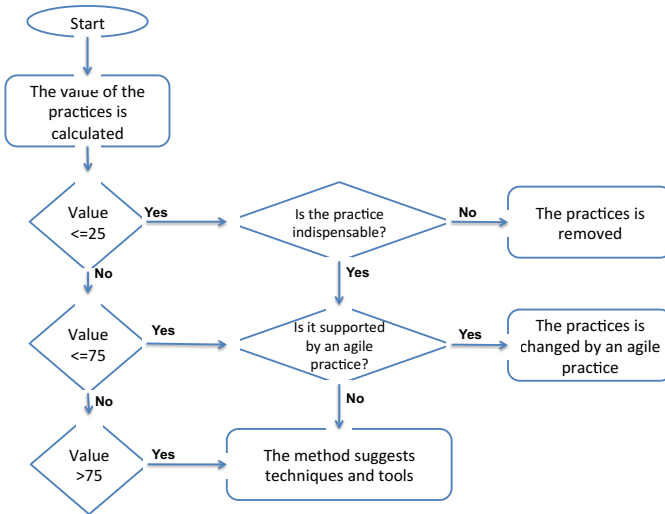 Start
The value of the
practices is
calculated
Value
<=25
Yes
Is the practice
indispensable?
No
The practices is
removed
No
Yes
Value
<=75
Yes
Is it supported
by an agile
practice?
Yes
The practices is
changed by an agile
practice
No
No
Value
>75
Yes
The method suggests
techniques and tools